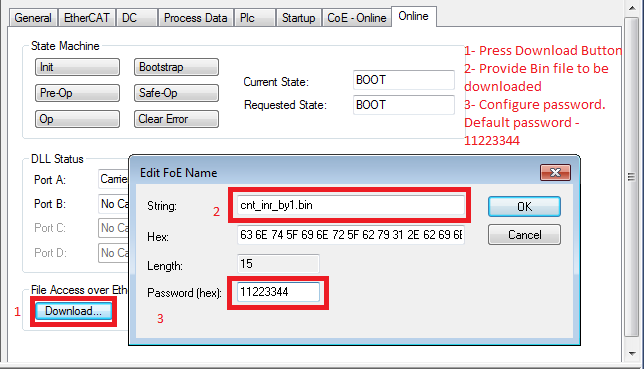 General EtherCAT DC Process Data Plc Startup CoE - Online Online
State Machine
Init Bootstrap
Pre-Op Safe-Op
Op Clear Error
Current State: BOOT
Requested State: BOOT
1- Press Download Button
2- Provide Bin file to be
downloaded
3- Configure password.
Default password -
11223344
DLL Status
Port A: Carrie
Port B: No Ca
Port C: No Ca
Port D: No Ca
File Access over Eth
1 Download...
Edit FoE Name
String: cnt_inr_by1.bin OK
2
Hex: 63 6E 74 5F 69 6E 72 5F 62 79 31 2E 62 69 6E Cancel
Length: 15
Password (hex): 11223344
3